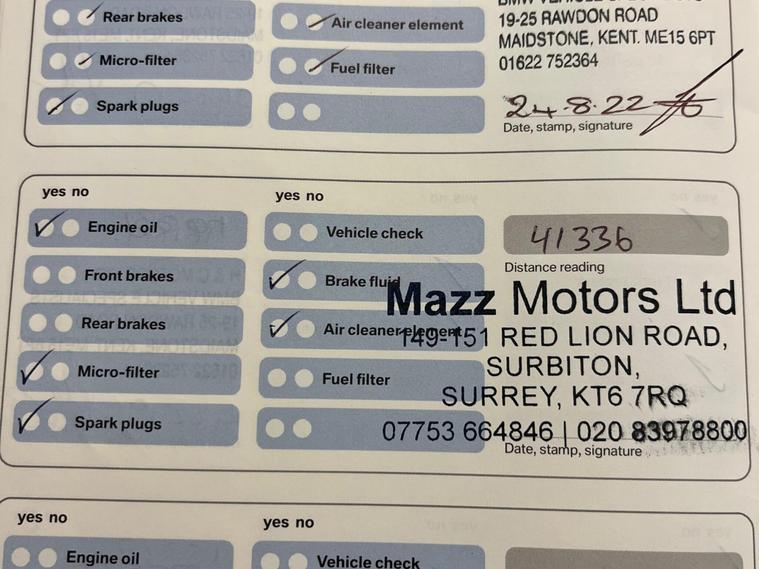 Rear brakes
Air cleaner element
19-25 RAWDON ROAD
MAIDSTONE, KENT. ME15 6PT
Micro-filter
Fuel filter
01622 752364
Spark plugs
24.8.22
Date, stamp, signature
yes no
yes no
Engine oil
Vehicle check
41336
Distance reading
Front brakes
Brake fluid
Mazz Motors Ltd
Rear brakes
Air cleaner element
149-151 RED LION ROAD,
SURBITON,
Micro-filter
Fuel filter
SURREY, KT6 7RQ
Spark plugs
07753 664846 | 020 83978800
Date, stamp, signature
yes no
yes no
Engine oil
Vehicle check